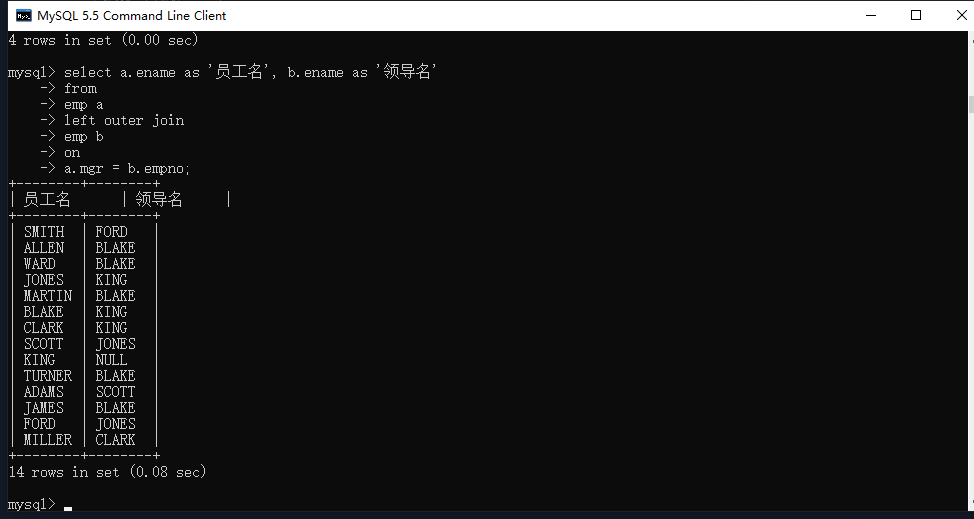 MySQL 5.5 Command Line Client
4 rows in set (0.00 sec)
mysql> select a.ename as '员工名', b.ename as '领导名'
    -> from
    -> emp a
    -> left outer join
    -> emp b
    -> on
    -> a.mgr = b.empno;
+--------+--------+
| 员工名      | 领导名     |
+--------+--------+
| SMITH  | FORD   |
| ALLEN  | BLAKE  |
| WARD   | BLAKE  |
| JONES  | KING   |
| MARTIN | BLAKE  |
| BLAKE  | KING   |
| CLARK  | KING   |
| SCOTT  | JONES  |
| KING   | NULL   |
| TURNER | BLAKE  |
| ADAMS  | SCOTT  |
| JAMES  | BLAKE  |
| FORD   | JONES  |
| MILLER | CLARK  |
+--------+--------+
14 rows in set (0.08 sec)
mysql>